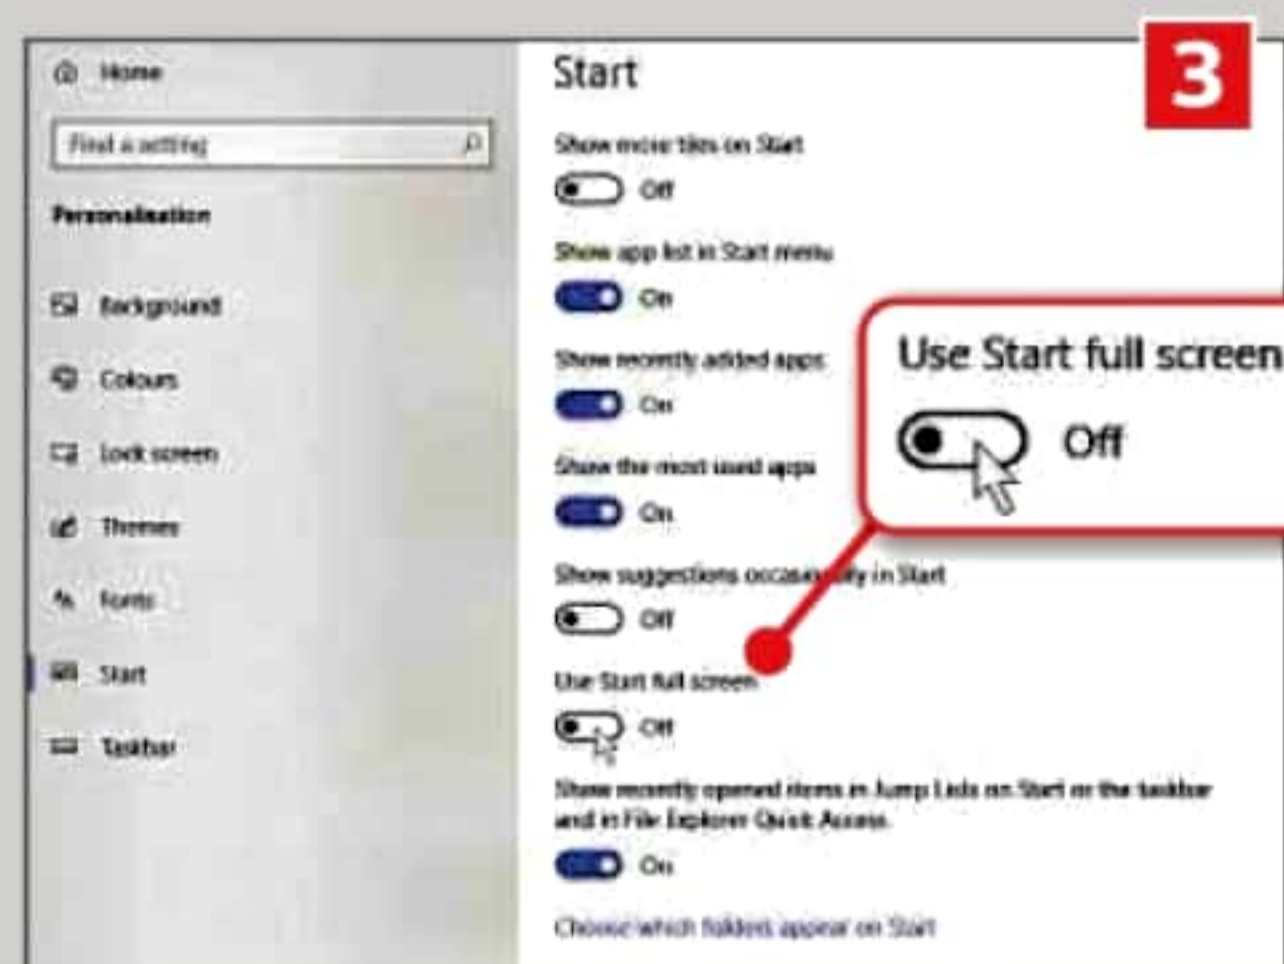 3
Home
Find a setting
Personalisation
Background
Colours
Lock screen
Themes
Fonts
Start
Taskbar
Start
Show more tiles on Start
Off
Show app list in Start menu
On
Show recently added apps
On
Show the most used apps
On
Show suggestions occasionally in Start
Off
Use Start full screen
Off
Show recently opened items in Jump Lists on Start or the taskbar
and in File Explorer Quick Access
On
Choose which folders appear on Start
Use Start full screen
Off